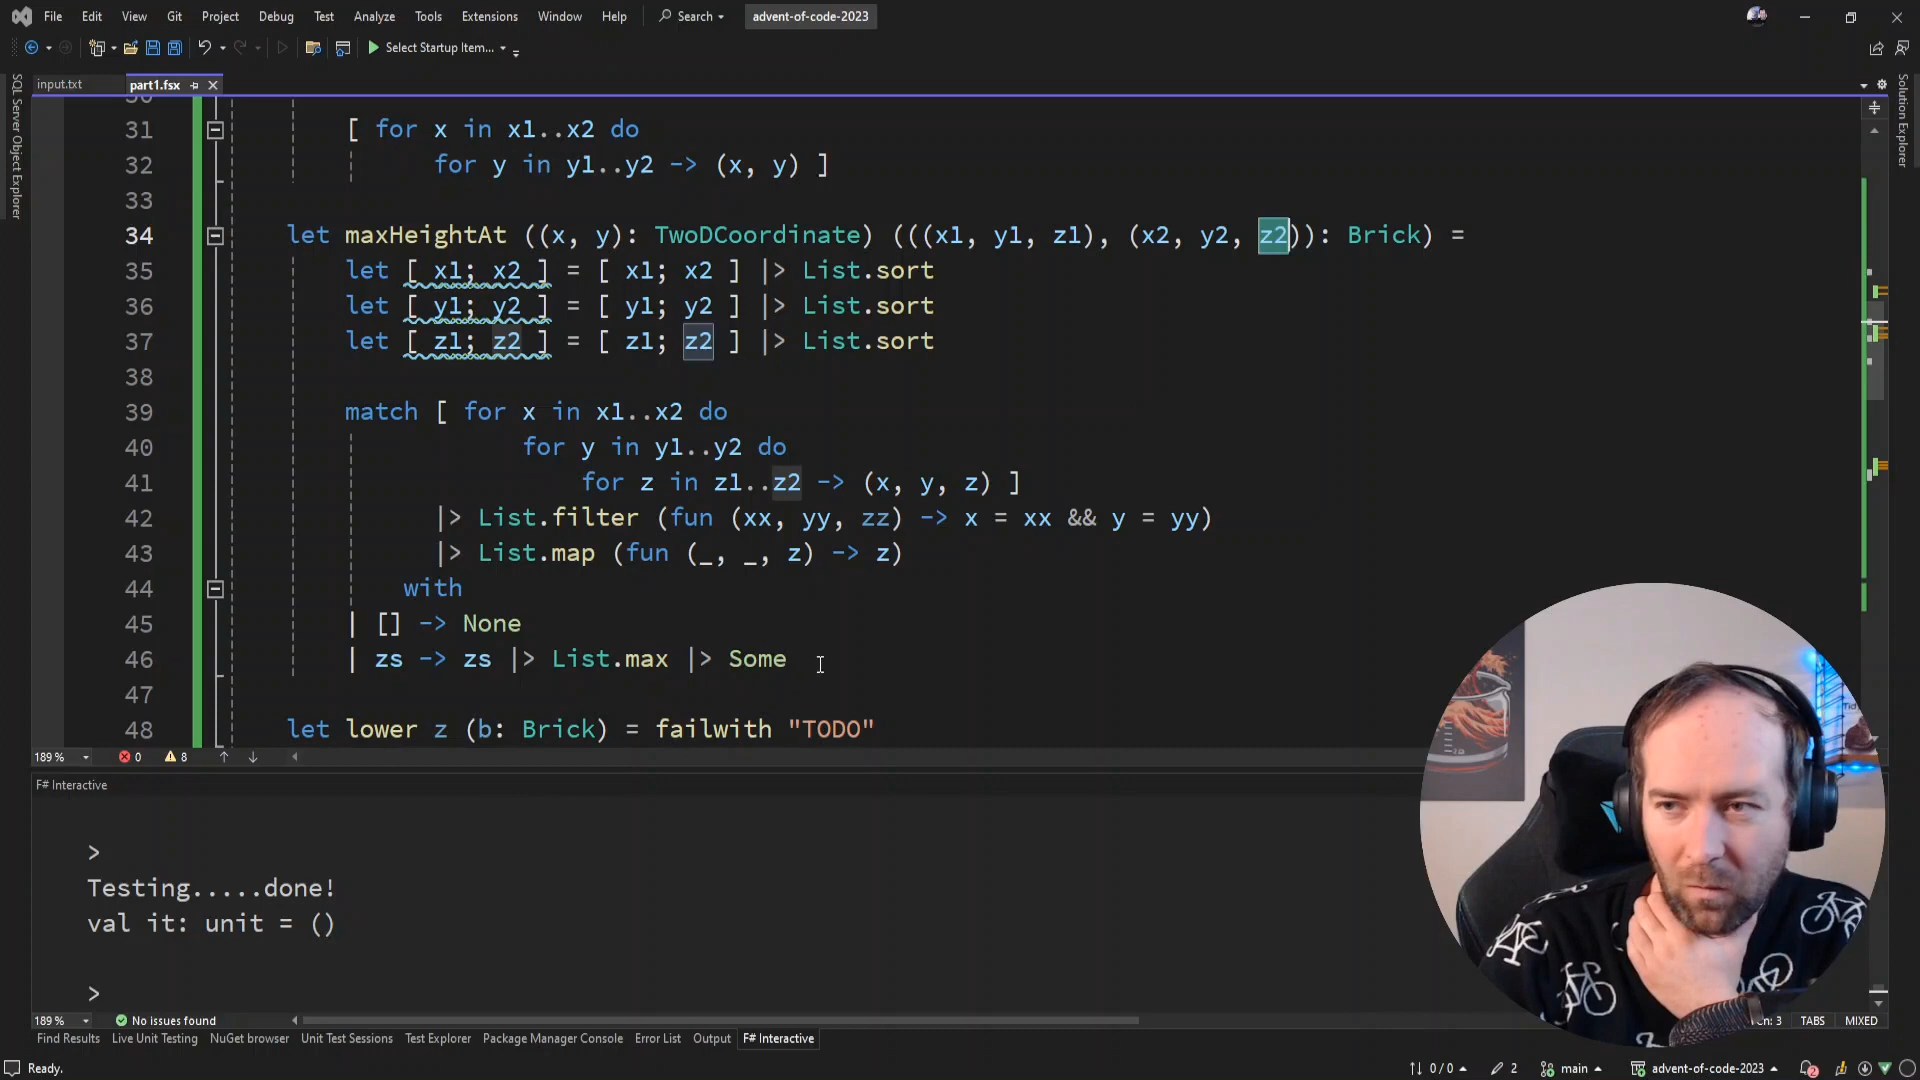 File Edit View Git Project Debug Test Analyze Tools Extensions Window Help Search advent-of-code-2023
Select Startup Item...
input.txt part1.fsx
SQL Server Object Explorer
Solution Explorer
31 [ for x in x1..x2 do
32 for y in y1..y2 -> (x, y) ]
33
34 let maxHeightAt ((x, y): TwoDCoordinate) (((x1, y1, z1), (x2, y2, z2)): Brick) =
35 let [ x1; x2 ] = [ x1; x2 ] |> List.sort
36 let [ y1; y2 ] = [ y1; y2 ] |> List.sort
37 let [ z1; z2 ] = [ z1; z2 ] |> List.sort
38
39 match [ for x in x1..x2 do
40 for y in y1..y2 do
41 for z in z1..z2 -> (x, y, z) ]
42 |> List.filter (fun (xx, yy, zz) -> x = xx && y = yy)
43 |> List.map (fun (_, _, z) -> z)
44 with
45 | [] -> None
46 | zs -> zs |> List.max |> Some
47
48 let lower z (b: Brick) = failwith "TODO"
189 % 0 8
F# Interactive
>
Testing.....done!
val it: unit = ()
>
189 % No issues found : 3 TABS MIXED
Find Results Live Unit Testing NuGet browser Unit Test Sessions Test Explorer Package Manager Console Error List Output F# Interactive
Ready. 0 / 0 2 main advent-of-code-2023 2